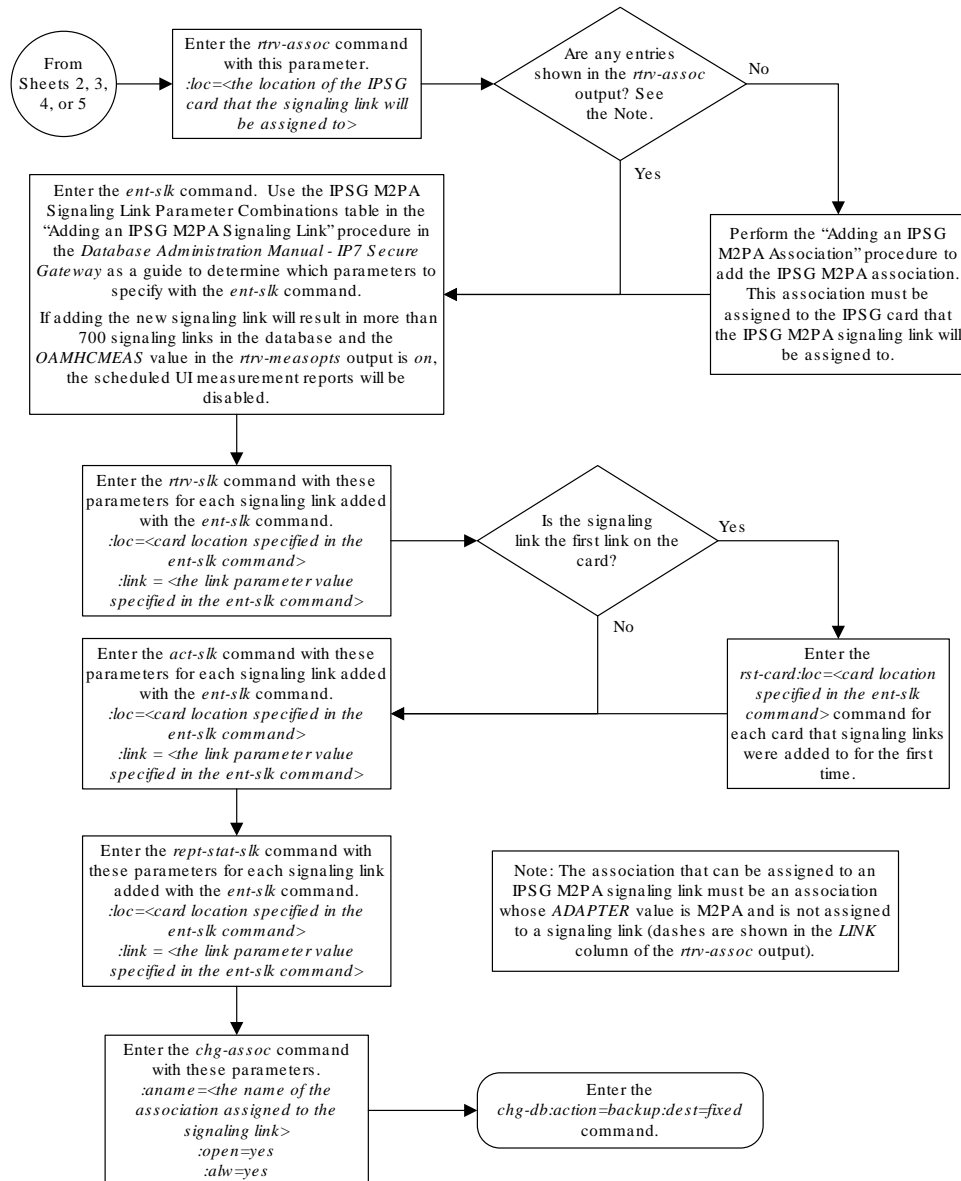 From
Sheets 2, 3,
4, or 5
Enter the rtrv-assoc command
with this parameter.
:loc=<the location of the IPSG
card that the signaling link will
be assigned to>
Are any entries
shown in the rtrv-assoc
output? See
the Note.
No
Yes
Enter the ent-slk command. Use the IPSG M2PA
Signaling Link Parameter Combinations table in the
“Adding an IPSG M2PA Signaling Link” procedure in
the Database Administration Manual - IP7 Secure
Gateway as a guide to determine which parameters to
specify with the ent-slk command.
If adding the new signaling link will result in more than
700 signaling links in the database and the
OAMHCMEAS value in the rtrv-measopts output is on,
the scheduled UI measurement reports will be
disabled.
Perform the “Adding an IPSG
M2PA Association” procedure to
add the IPSG M2PA association.
This association must be
assigned to the IPSG card that
the IPSG M2PA signaling link will
be assigned to.
Enter the rtrv-slk command with these
parameters for each signaling link added
with the ent-slk command.
:loc=<card location specified in the
ent-slk command>
:link = <the link parameter value
specified in the ent-slk command>
Is the signaling
link the first link on the
card?
Yes
No
Enter the
rst-card:loc=<card location
specified in the ent-slk
command> command for
each card that signaling links
were added to for the first
time.
Enter the act-slk command with these
parameters for each signaling link added
with the ent-slk command.
:loc=<card location specified in the
ent-slk command>
:link = <the link parameter value
specified in the ent-slk command>
Enter the rept-stat-slk command with
these parameters for each signaling link
added with the ent-slk command.
:loc=<card location specified in the
ent-slk command>
:link = <the link parameter value
specified in the ent-slk command>
Note: The association that can be assigned to an
IPSG M2PA signaling link must be an association
whose ADAPTER value is M2PA and is not assigned
to a signaling link (dashes are shown in the LINK
column of the rtrv-assoc output).
Enter the chg-assoc command
with these parameters.
:aname=<the name of the
association assigned to the
signaling link>
:open=yes
:alw=yes
Enter the
chg-db:action=backup:dest=fixed
command.